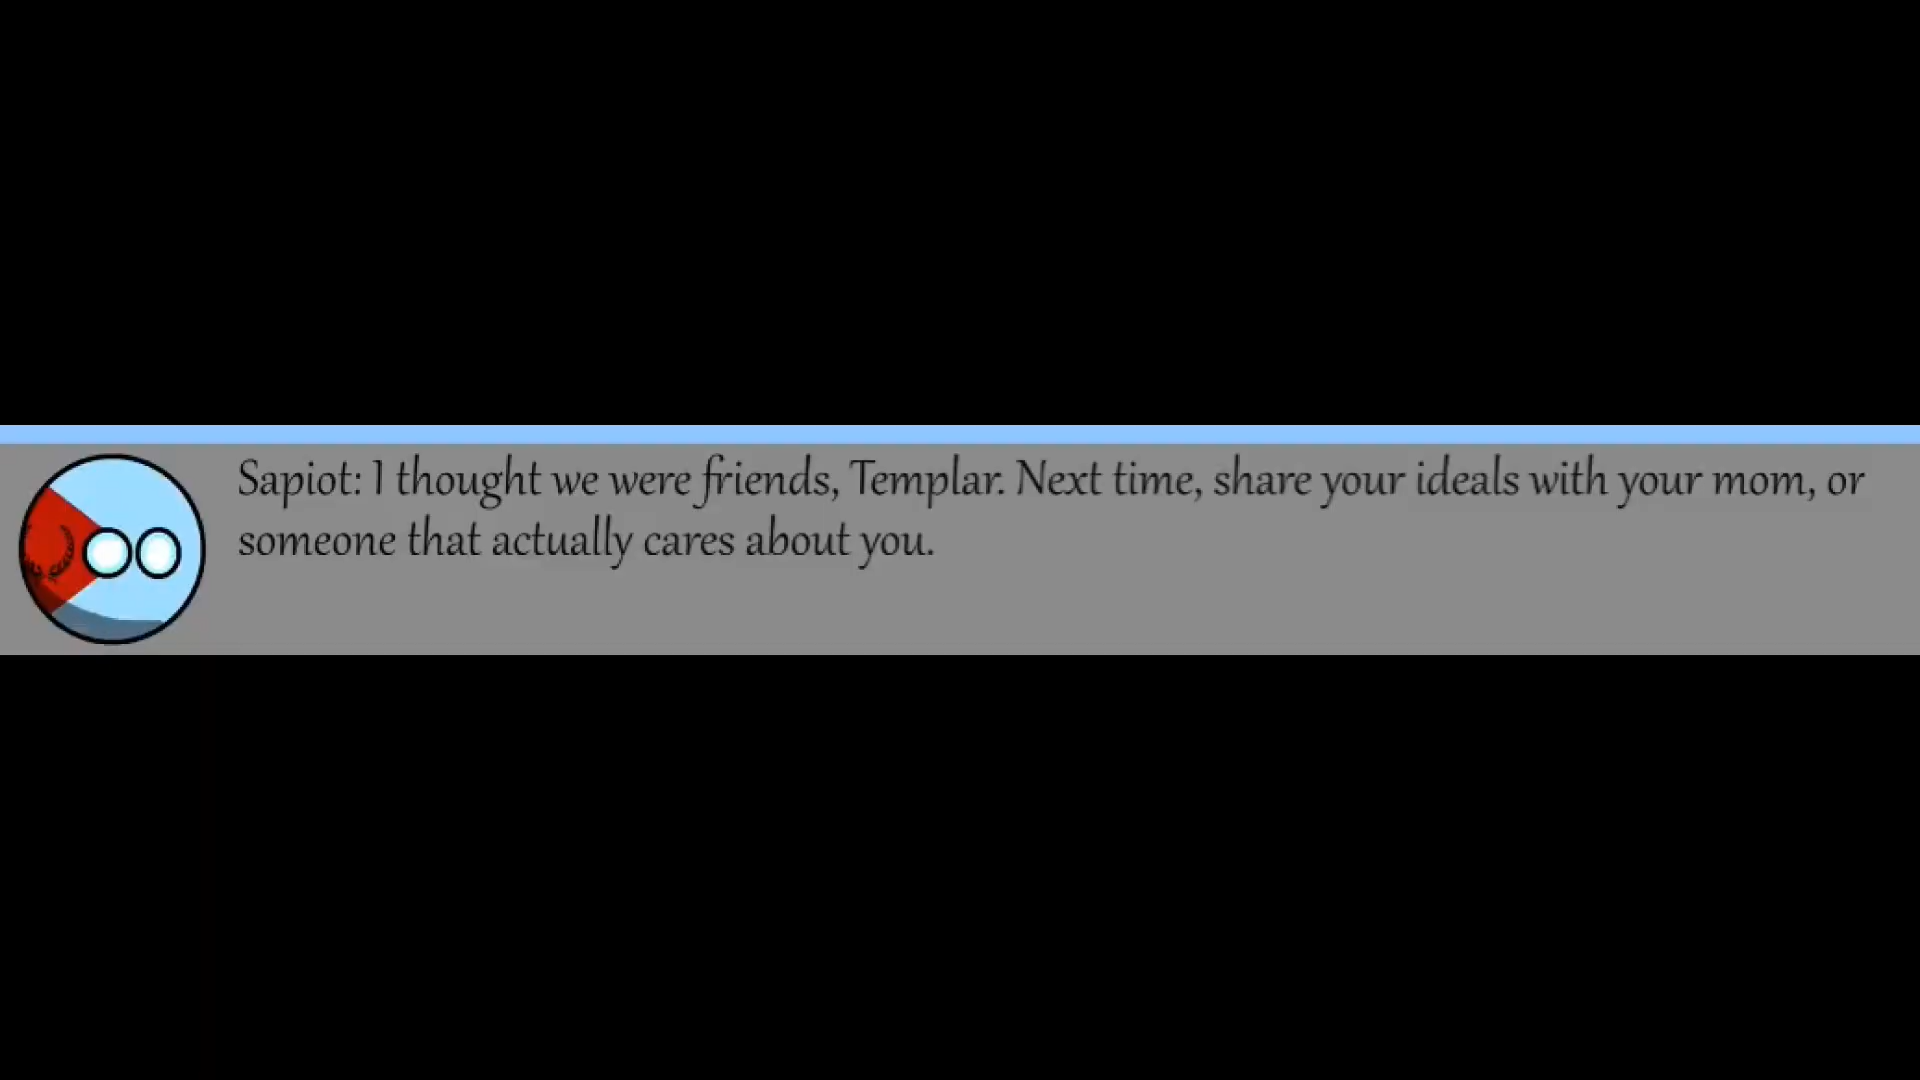 Sapiot: I thought we were friends, Templar. Next time, share your ideals with your mom, or
someone that actually cares about you.